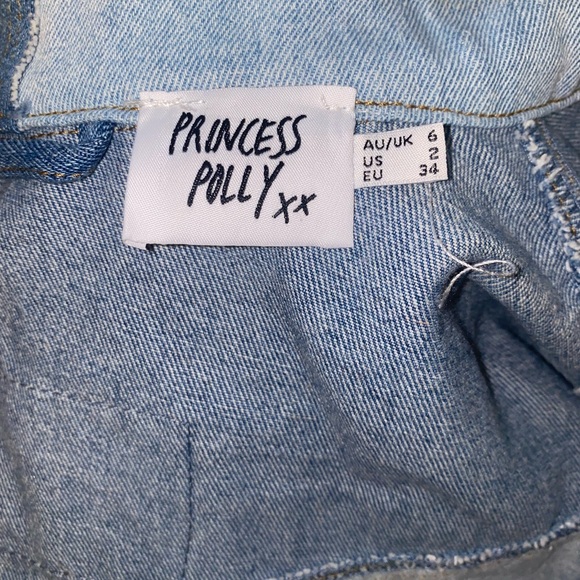 PRINCESS
POLLY xx
AU/UK 6
US 2
EU 34